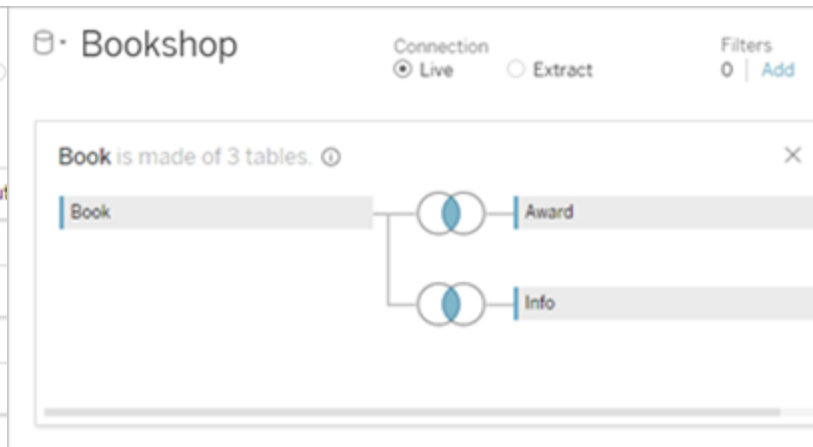 Bookshop
Connection
Live
Extract
Filters
0
Add
Book is made of 3 tables.
Book
Award
Info